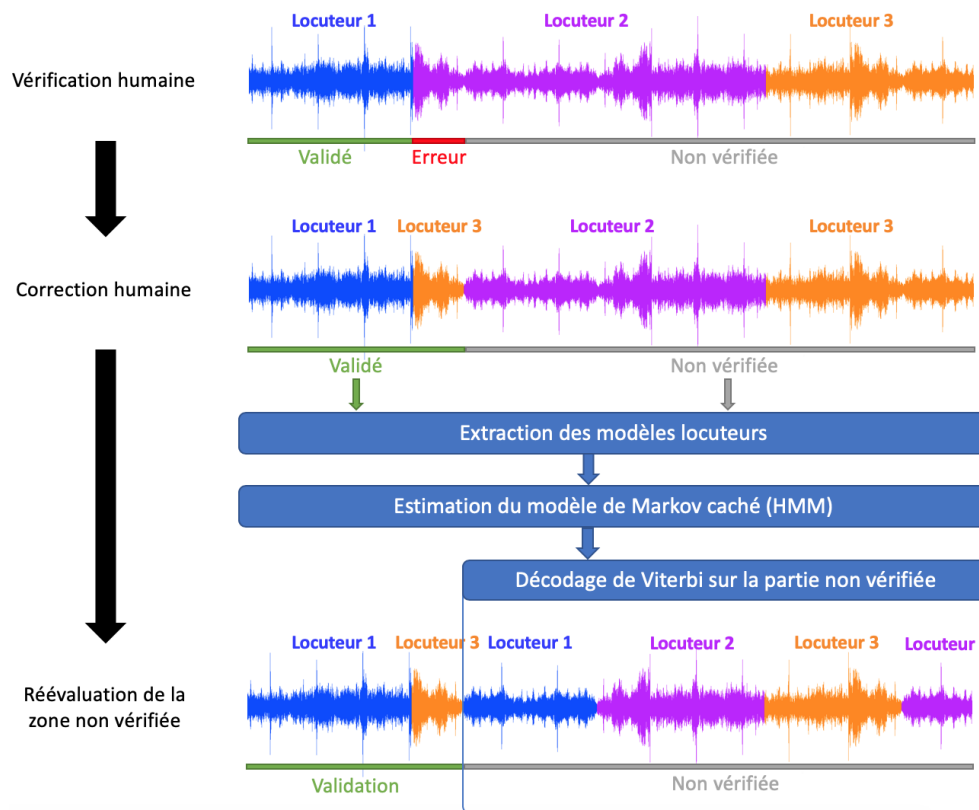 Locuteur 1
Locuteur 2
Locuteur 3
Vérification humaine
Validé
Erreur
Non vérifiée
Locuteur 1
Locuteur 3
Locuteur 2
Locuteur 3
Correction humaine
Validé
Non vérifiée
Extraction des modèles locuteurs
Estimation du modèle de Markov caché (HMM)
Décodage de Viterbi sur la partie non vérifiée
Locuteur 1
Locuteur 3
Locuteur 1
Locuteur 2
Locuteur 3
Locuteur
Réévaluation de la
zone non vérifiée
Validation
Non vérifiée